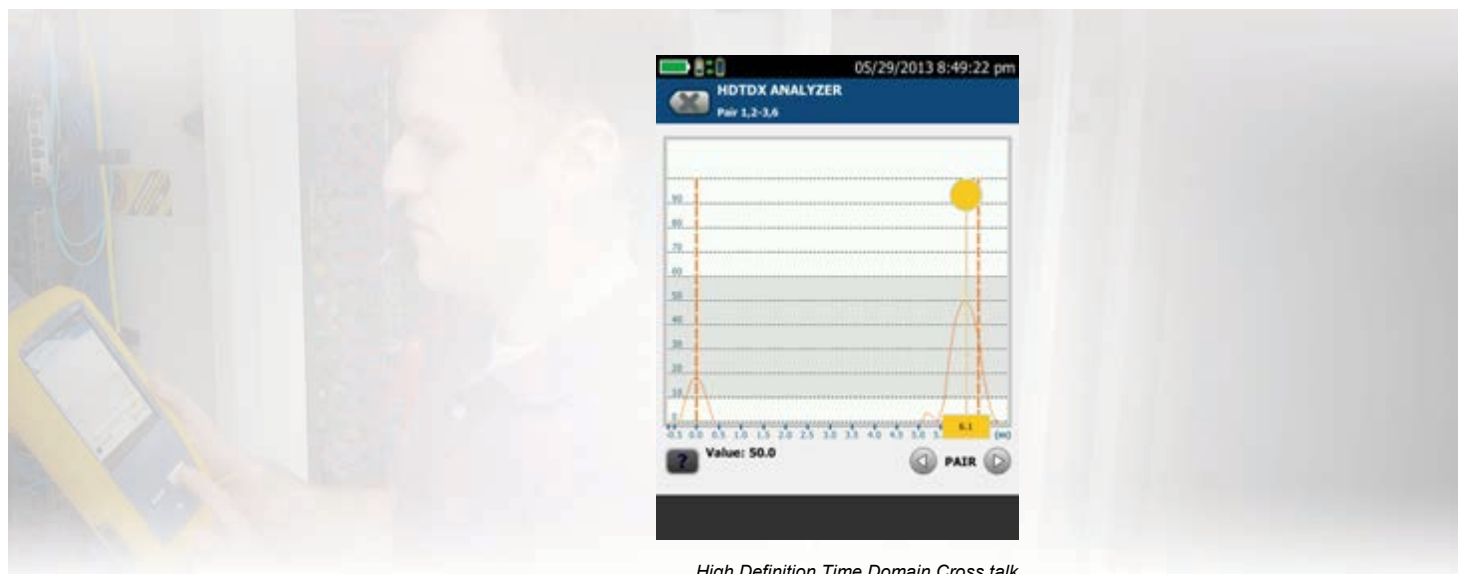 05/29/2013 8:49:22 pm
HDTDX ANALYZER
Pair 1,2-3,6
90
80
70
60
50
40
30
20
10
0
-0.5 0.0 0.5 1.0 1.5 2.0 2.5 3.0 3.5 4.0 4.5 5.0 6.1 (m)
Value: 50.0
? PAIR
High Definition Time Domain Cross talk